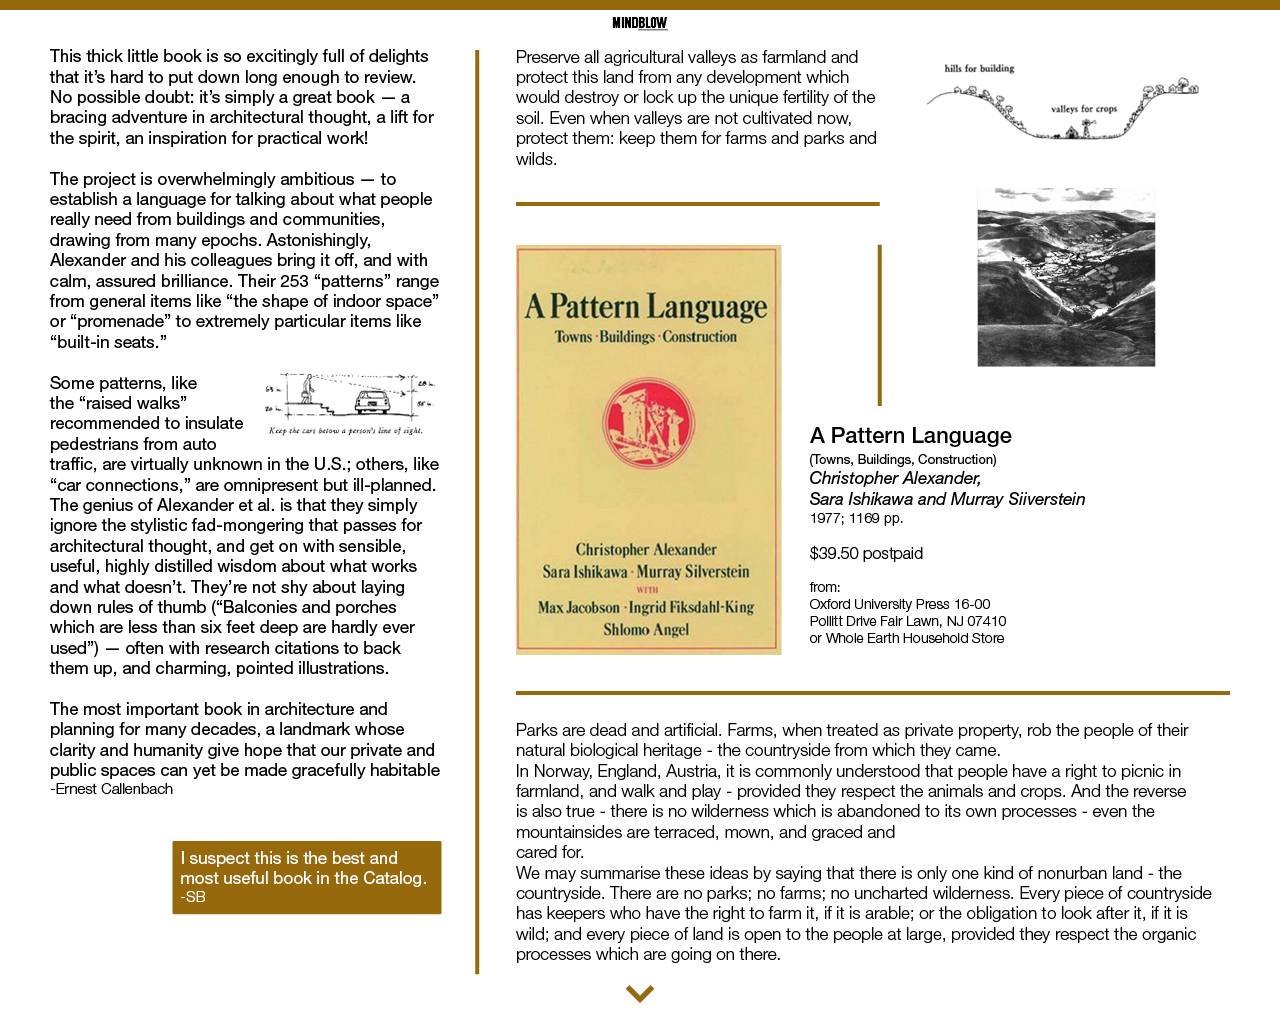 MINDBLOW
This thick little book is so excitingly full of delights
that it’s hard to put down long enough to review.
No possible doubt: it’s simply a great book — a
bracing adventure in architectural thought, a lift for
the spirit, an inspiration for practical work!
The project is overwhelmingly ambitious — to
establish a language for talking about what people
really need from buildings and communities,
drawing from many epochs. Astonishingly,
Alexander and his colleagues bring it off, and with
calm, assured brilliance. Their 253 “patterns” range
from general items like “the shape of indoor space”
or “promenade” to extremely particular items like
“built-in seats.”
Some patterns, like
the “raised walks”
recommended to insulate
pedestrians from auto
traffic, are virtually unknown in the U.S.; others, like
“car connections,” are omnipresent but ill-planned.
The genius of Alexander et al. is that they simply
ignore the stylistic fad-mongering that passes for
architectural thought, and get on with sensible,
useful, highly distilled wisdom about what works
and what doesn’t. They’re not shy about laying
down rules of thumb (“Balconies and porches
which are less than six feet deep are hardly ever
used”) — often with research citations to back
them up, and charming, pointed illustrations.
Keep the cars below a person's line of sight.
The most important book in architecture and
planning for many decades, a landmark whose
clarity and humanity give hope that our private and
public spaces can yet be made gracefully habitable
-Ernest Callenbach
I suspect this is the best and
most useful book in the Catalog.
-SB
Preserve all agricultural valleys as farmland and
protect this land from any development which
would destroy or lock up the unique fertility of the
soil. Even when valleys are not cultivated now,
protect them: keep them for farms and parks and
wilds.
hills for building
valleys for crops
A Pattern Language
Towns · Buildings · Construction
Christopher Alexander
Sara Ishikawa · Murray Silverstein
WITH
Max Jacobson · Ingrid Fiksdahl-King
Shlomo Angel
A Pattern Language
(Towns, Buildings, Construction)
Christopher Alexander,
Sara Ishikawa and Murray Siiverstein
1977; 1169 pp.
$39.50 postpaid
from:
Oxford University Press 16-00
Pollitt Drive Fair Lawn, NJ 07410
or Whole Earth Household Store
Parks are dead and artificial. Farms, when treated as private property, rob the people of their
natural biological heritage - the countryside from which they came.
In Norway, England, Austria, it is commonly understood that people have a right to picnic in
farmland, and walk and play - provided they respect the animals and crops. And the reverse
is also true - there is no wilderness which is abandoned to its own processes - even the
mountainsides are terraced, mown, and graced and
cared for.
We may summarise these ideas by saying that there is only one kind of nonurban land - the
countryside. There are no parks; no farms; no uncharted wilderness. Every piece of countryside
has keepers who have the right to farm it, if it is arable; or the obligation to look after it, if it is
wild; and every piece of land is open to the people at large, provided they respect the organic
processes which are going on there.